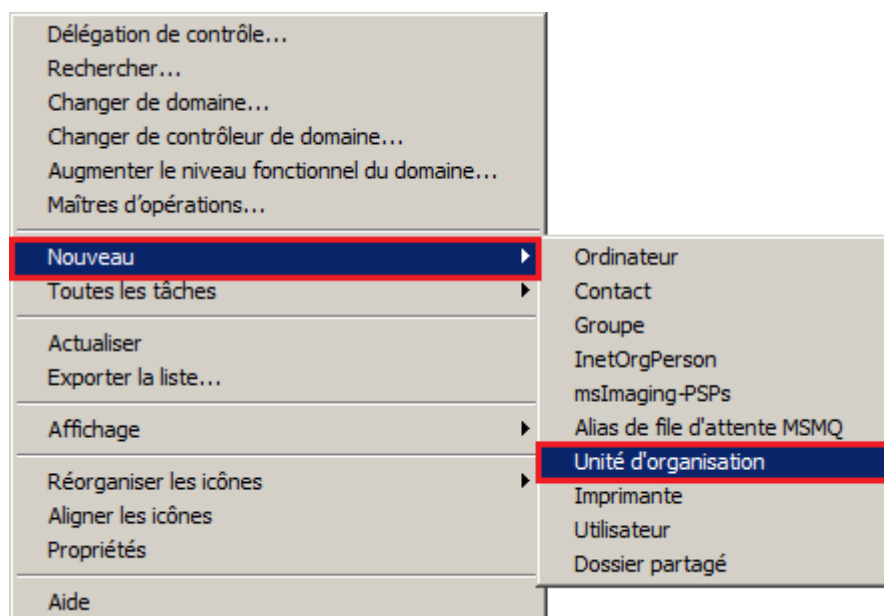 Délégation de contrôle...
Rechercher...
Changer de domaine...
Changer de contrôleur de domaine...
Augmenter le niveau fonctionnel du domaine...
Maîtres d'opérations...
Nouveau
Toutes les tâches
Actualiser
Exporter la liste...
Affichage
Réorganiser les icônes
Aligner les icônes
Propriétés
Aide
Ordinateur
Contact
Groupe
InetOrgPerson
msImaging-PSPs
Alias de file d'attente MSMQ
Unité d'organisation
Imprimante
Utilisateur
Dossier partagé